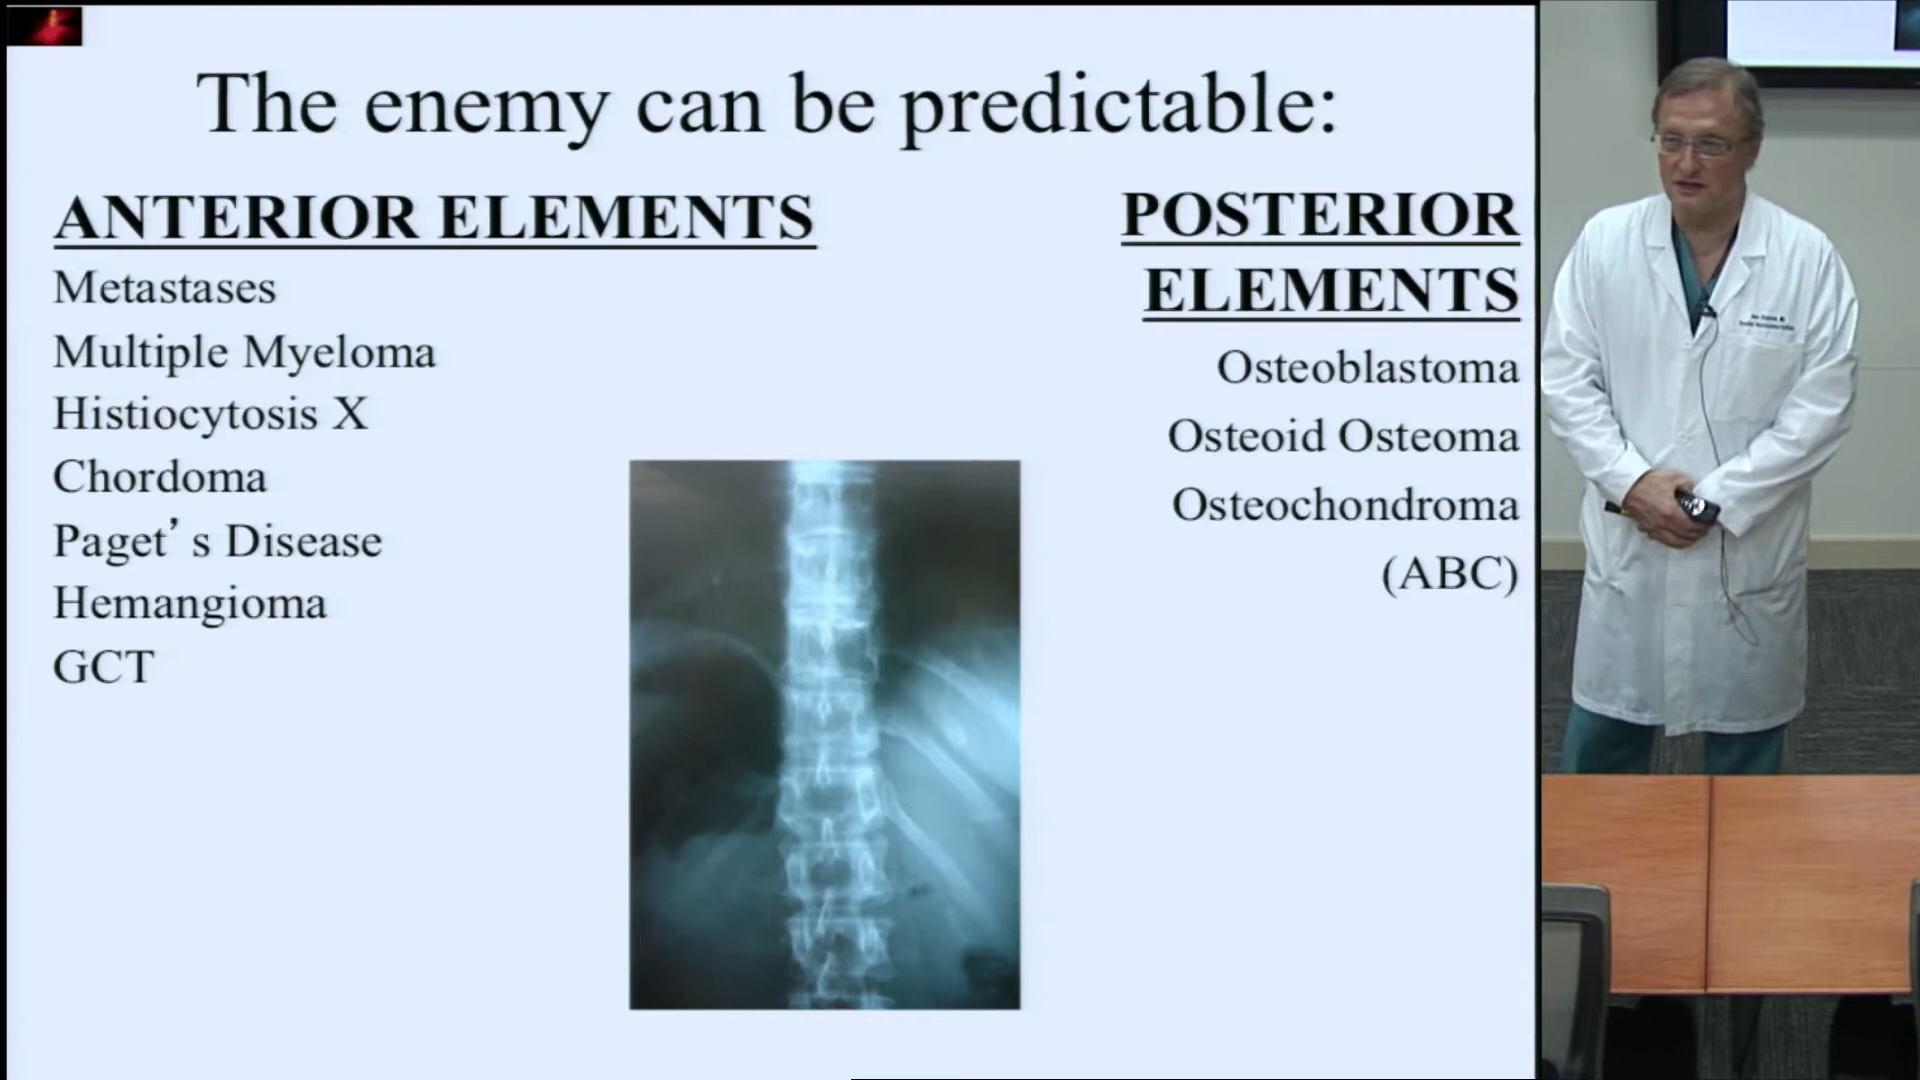 The enemy can be predictable:
ANTERIOR ELEMENTS
Metastases
Multiple Myeloma
Histiocytosis X
Chordoma
Paget’s Disease
Hemangioma
GCT
POSTERIOR
ELEMENTS
Osteoblastoma
Osteoid Osteoma
Osteochondroma
(ABC)